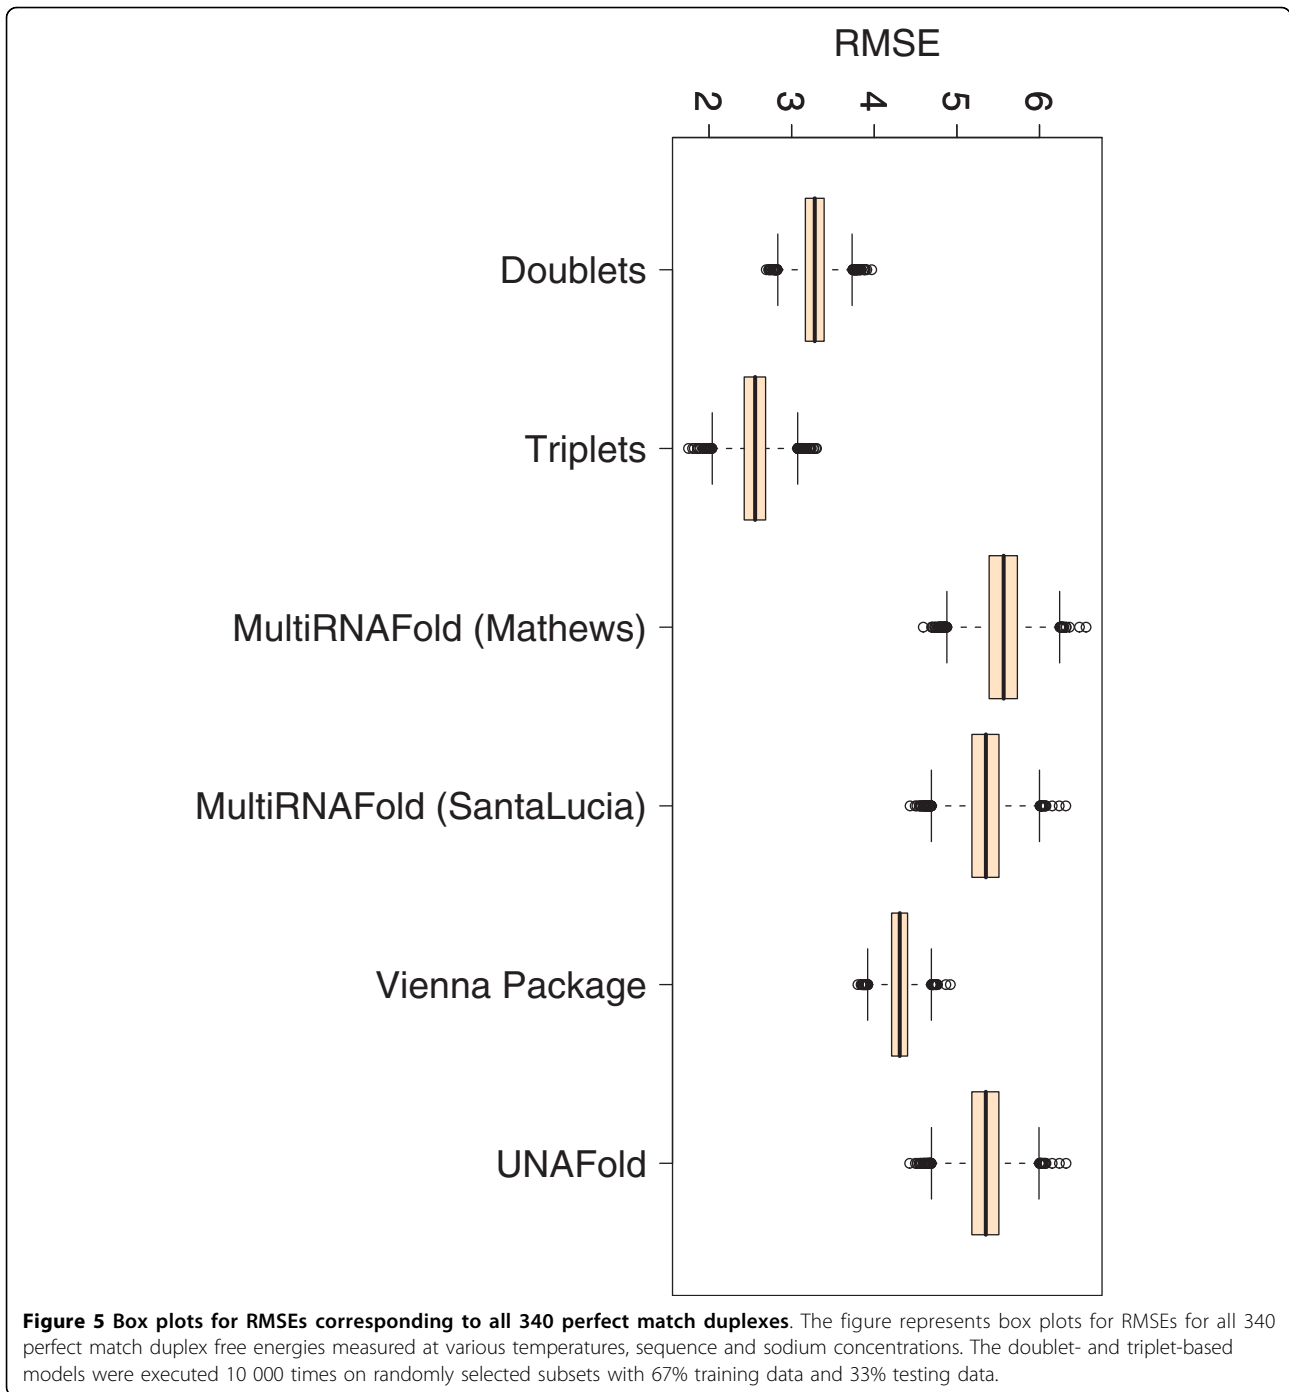 RMSE
2 3 4 5 6
Doublets
Triplets
MultiRNAFold (Mathews)
MultiRNAFold (SantaLucia)
Vienna Package
UNAFold
Figure 5 Box plots for RMSEs corresponding to all 340 perfect match duplexes. The figure represents box plots for RMSEs for all 340
perfect match duplex free energies measured at various temperatures, sequence and sodium concentrations. The doublet- and triplet-based
models were executed 10 000 times on randomly selected subsets with 67% training data and 33% testing data.